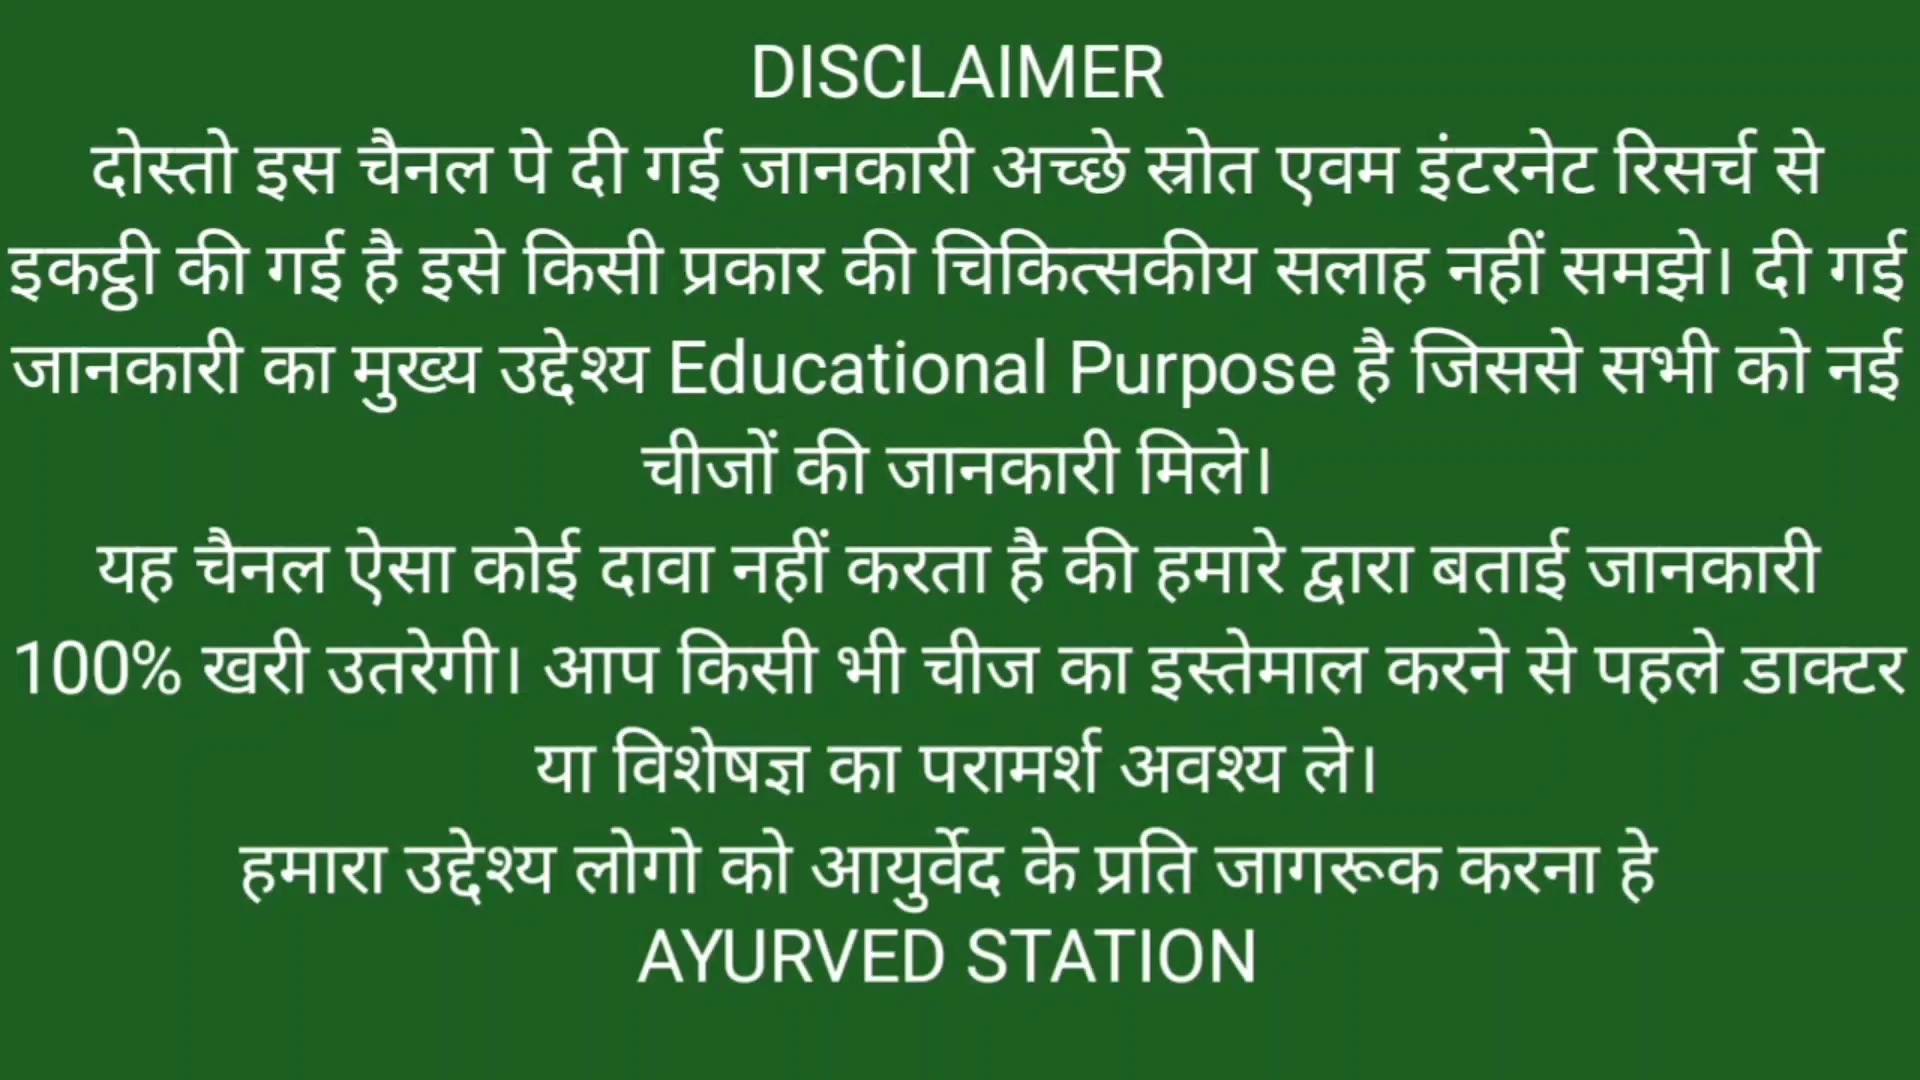 DISCLAIMER
दोस्तो इस चैनल पे दी गई जानकारी अच्छे स्रोत एवम इंटरनेट रिसर्च से
इकट्ठी की गई है इसे किसी प्रकार की चिकित्सकीय सलाह नहीं समझे। दी गई
जानकारी का मुख्य उद्देश्य Educational Purpose है जिससे सभी को नई
चीजों की जानकारी मिले।
यह चैनल ऐसा कोई दावा नहीं करता है की हमारे द्वारा बताई जानकारी
100% खरी उतरेगी। आप किसी भी चीज का इस्तेमाल करने से पहले डाक्टर
या विशेषज्ञ का परामर्श अवश्य ले।
हमारा उद्देश्य लोगो को आयुर्वेद के प्रति जागरूक करना हे
AYURVED STATION